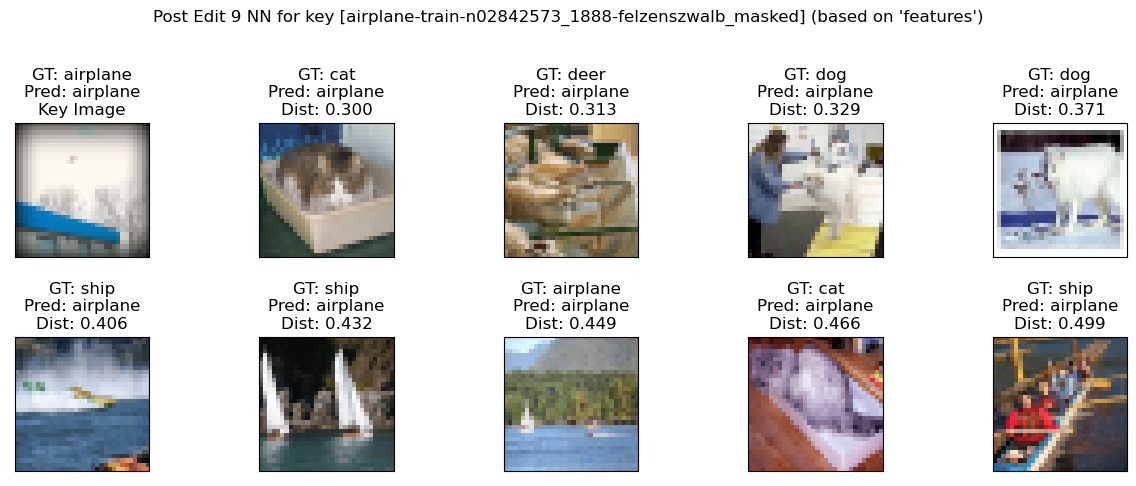 Post Edit 9 NN for key [airplane-train-n02842573_1888-felzenszwalb_masked] (based on 'features')
GT: airplane
Pred: airplane
Key Image
GT: cat
Pred: airplane
Dist: 0.300
GT: deer
Pred: airplane
Dist: 0.313
GT: dog
Pred: airplane
Dist: 0.329
GT: dog
Pred: airplane
Dist: 0.371
GT: ship
Pred: airplane
Dist: 0.406
GT: ship
Pred: airplane
Dist: 0.432
GT: airplane
Pred: airplane
Dist: 0.449
GT: cat
Pred: airplane
Dist: 0.466
GT: ship
Pred: airplane
Dist: 0.499